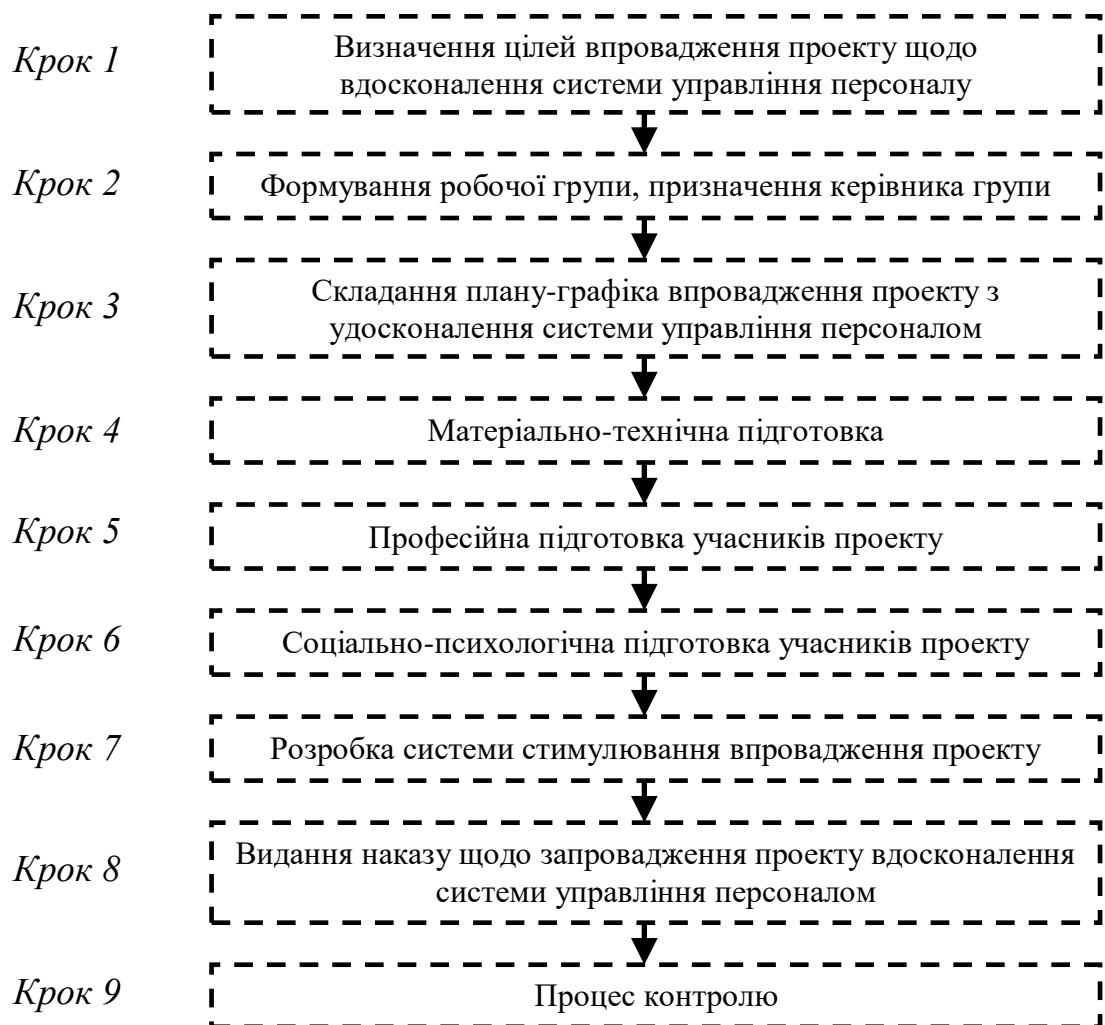 Крок 1
Визначення цілей впровадження проекту щодо
вдосконалення системи управління персоналу
Крок 2
Формування робочої групи, призначення керівника групи
Крок 3
Складання плану-графіка впровадження проекту з
удосконалення системи управління персоналом
Крок 4
Матеріально-технічна підготовка
Крок 5
Професійна підготовка учасників проекту
Крок 6
Соціально-психологічна підготовка учасників проекту
Крок 7
Розробка системи стимулювання впровадження проекту
Крок 8
Видання наказу щодо запровадження проекту вдосконалення
системи управління персоналом
Крок 9
Процес контролю